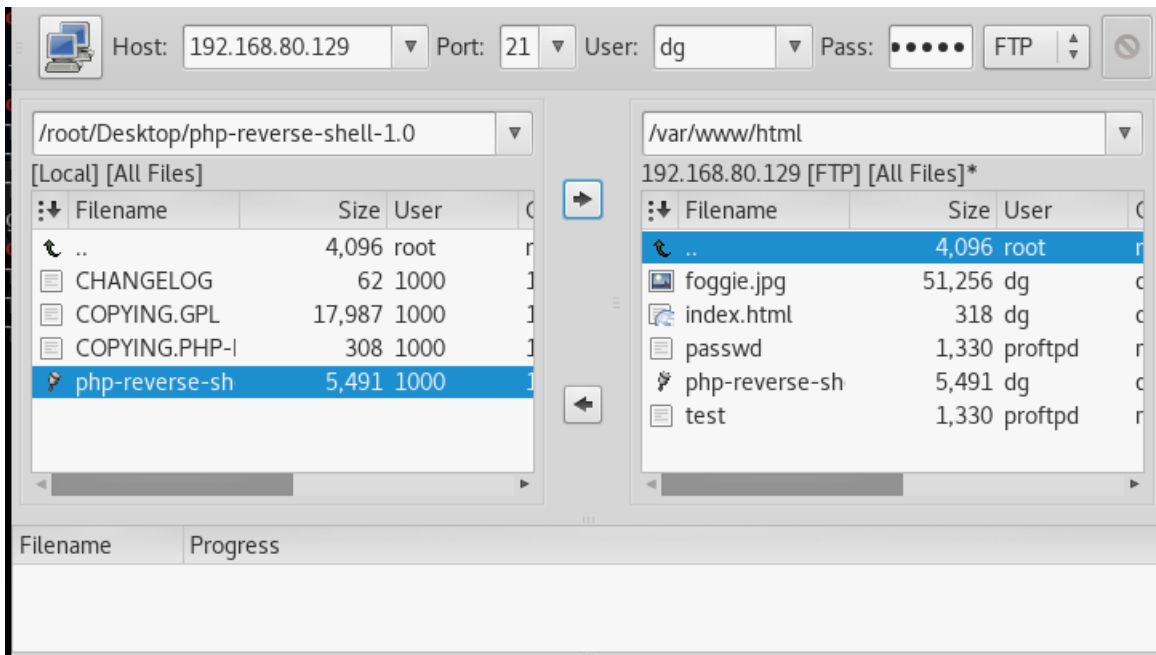 Host: 192.168.80.129 Port: 21 User: dg Pass: ••••• FTP
/root/Desktop/php-reverse-shell-1.0
[Local] [All Files]
Filename Size User
.. 4,096 root
CHANGELOG 62 1000
COPYING.GPL 17,987 1000
COPYING.PHP- 308 1000
php-reverse-sh 5,491 1000
/var/www/html
192.168.80.129 [FTP] [All Files]*
Filename Size User
.. 4,096 root
foggie.jpg 51,256 dg
index.html 318 dg
passwd 1,330 proftpd
php-reverse-sh 5,491 dg
test 1,330 proftpd
Filename Progress